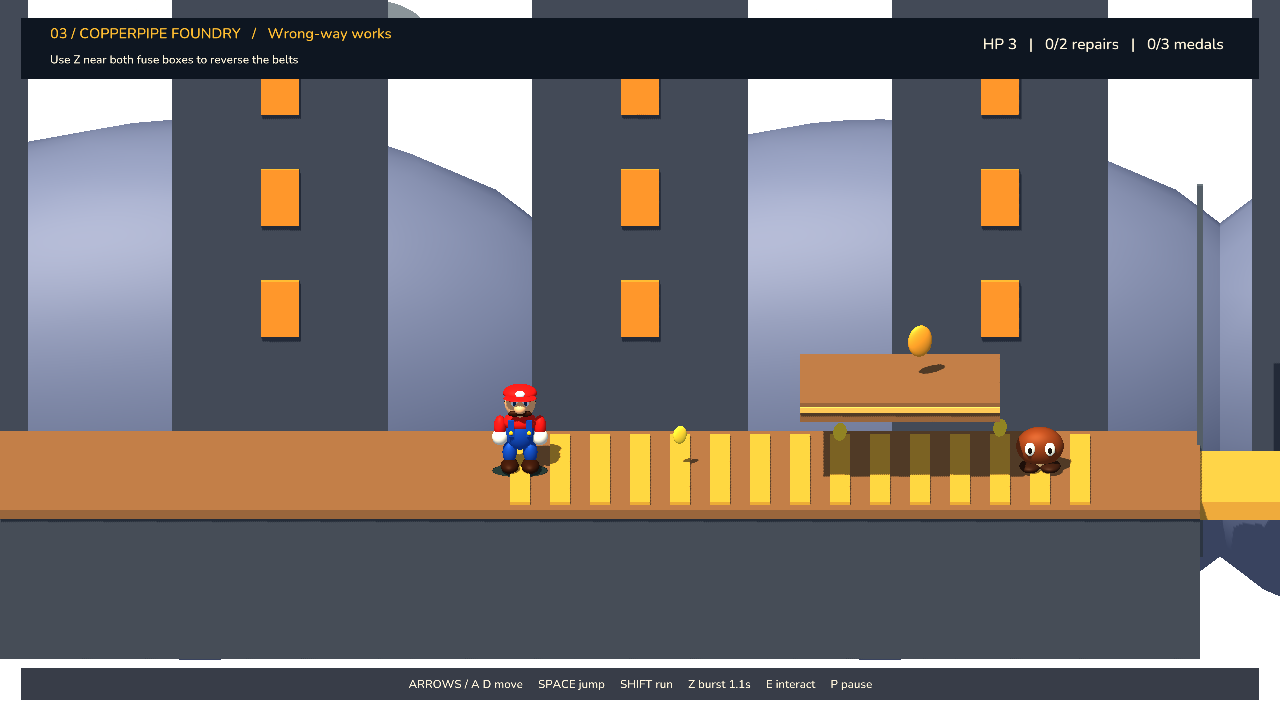 03 / COPPERPIPE FOUNDRY / Wrong-way works
Use Z near both fuse boxes to reverse the belts
HP 3 | 0/2 repairs | 0/3 medals
ARROWS / A D move SPACE jump SHIFT run Z burst 1.1s E interact P pause